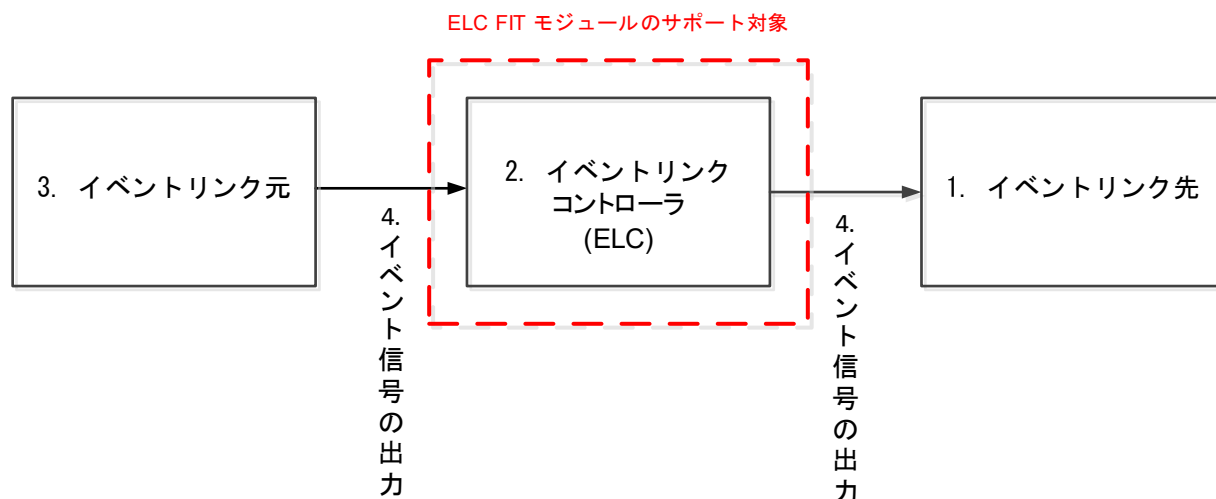 ELC FIT モジュールのサポート対象
3. イベントリンク元
2. イベントリンク
コントローラ
(ELC)
1. イベントリンク先
4.イベント信号の出力
4.イベント信号の出力